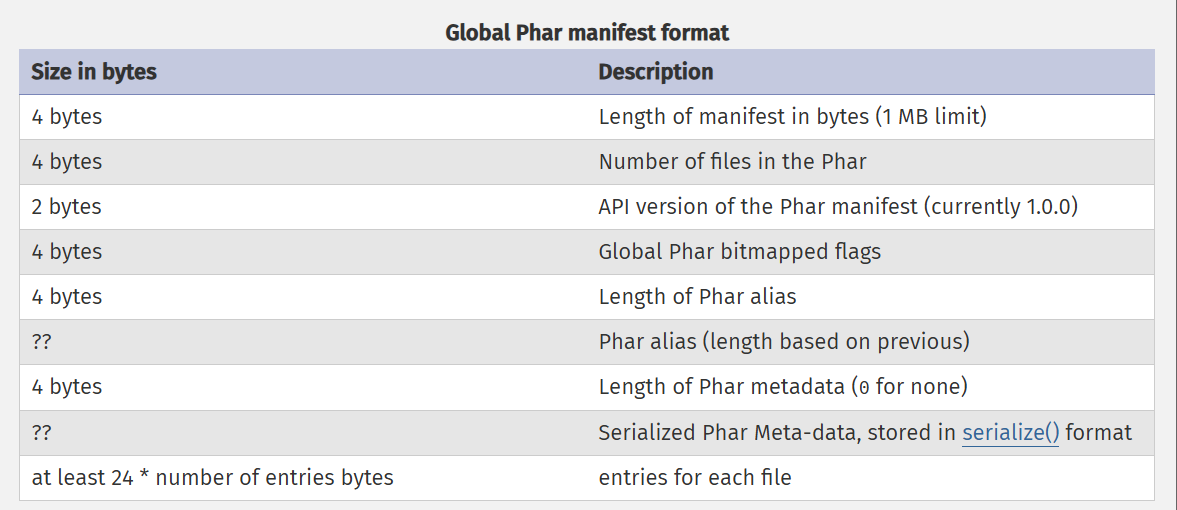 Global Phar manifest format
Size in bytes Description
4 bytes Length of manifest in bytes (1 MB limit)
4 bytes Number of files in the Phar
2 bytes API version of the Phar manifest (currently 1.0.0)
4 bytes Global Phar bitmapped flags
4 bytes Length of Phar alias
?? Phar alias (length based on previous)
4 bytes Length of Phar metadata (0 for none)
?? Serialized Phar Meta-data, stored in serialize() format
at least 24 * number of entries bytes entries for each file